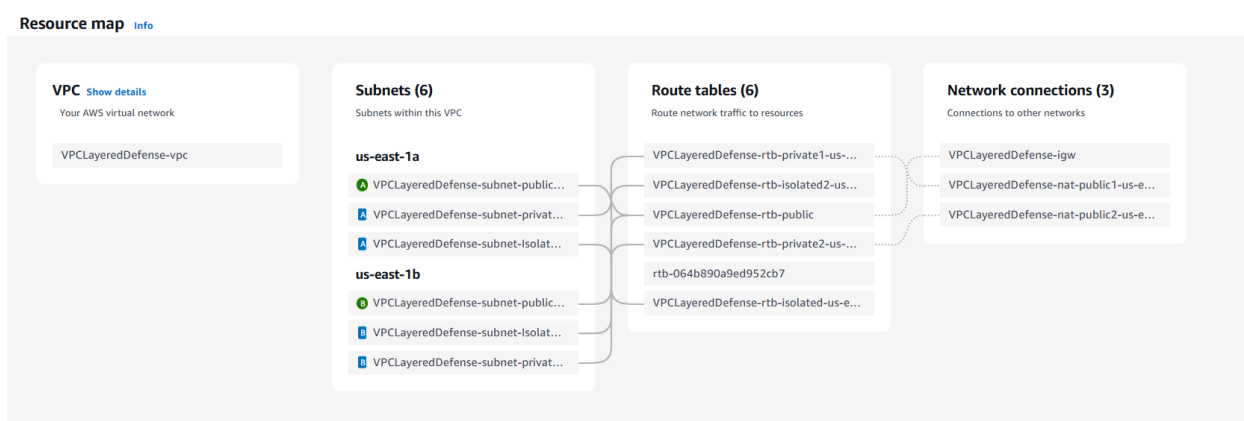 Resource map Info
VPC Show details
Your AWS virtual network
VPCLayeredDefense-vpc
Subnets (6)
Subnets within this VPC
us-east-1a
A VPCLayeredDefense-subnet-public...
A VPCLayeredDefense-subnet-privat...
A VPCLayeredDefense-subnet-Isolat...
us-east-1b
B VPCLayeredDefense-subnet-public...
B VPCLayeredDefense-subnet-Isolat...
B VPCLayeredDefense-subnet-privat...
Route tables (6)
Route network traffic to resources
VPCLayeredDefense-rtb-private1-us-...
VPCLayeredDefense-rtb-isolated2-us...
VPCLayeredDefense-rtb-public
VPCLayeredDefense-rtb-private2-us-...
rtb-064b890a9ed952cb7
VPCLayeredDefense-rtb-isolated-us-e...
Network connections (3)
Connections to other networks
VPCLayeredDefense-igw
VPCLayeredDefense-nat-public1-us-e...
VPCLayeredDefense-nat-public2-us-e...